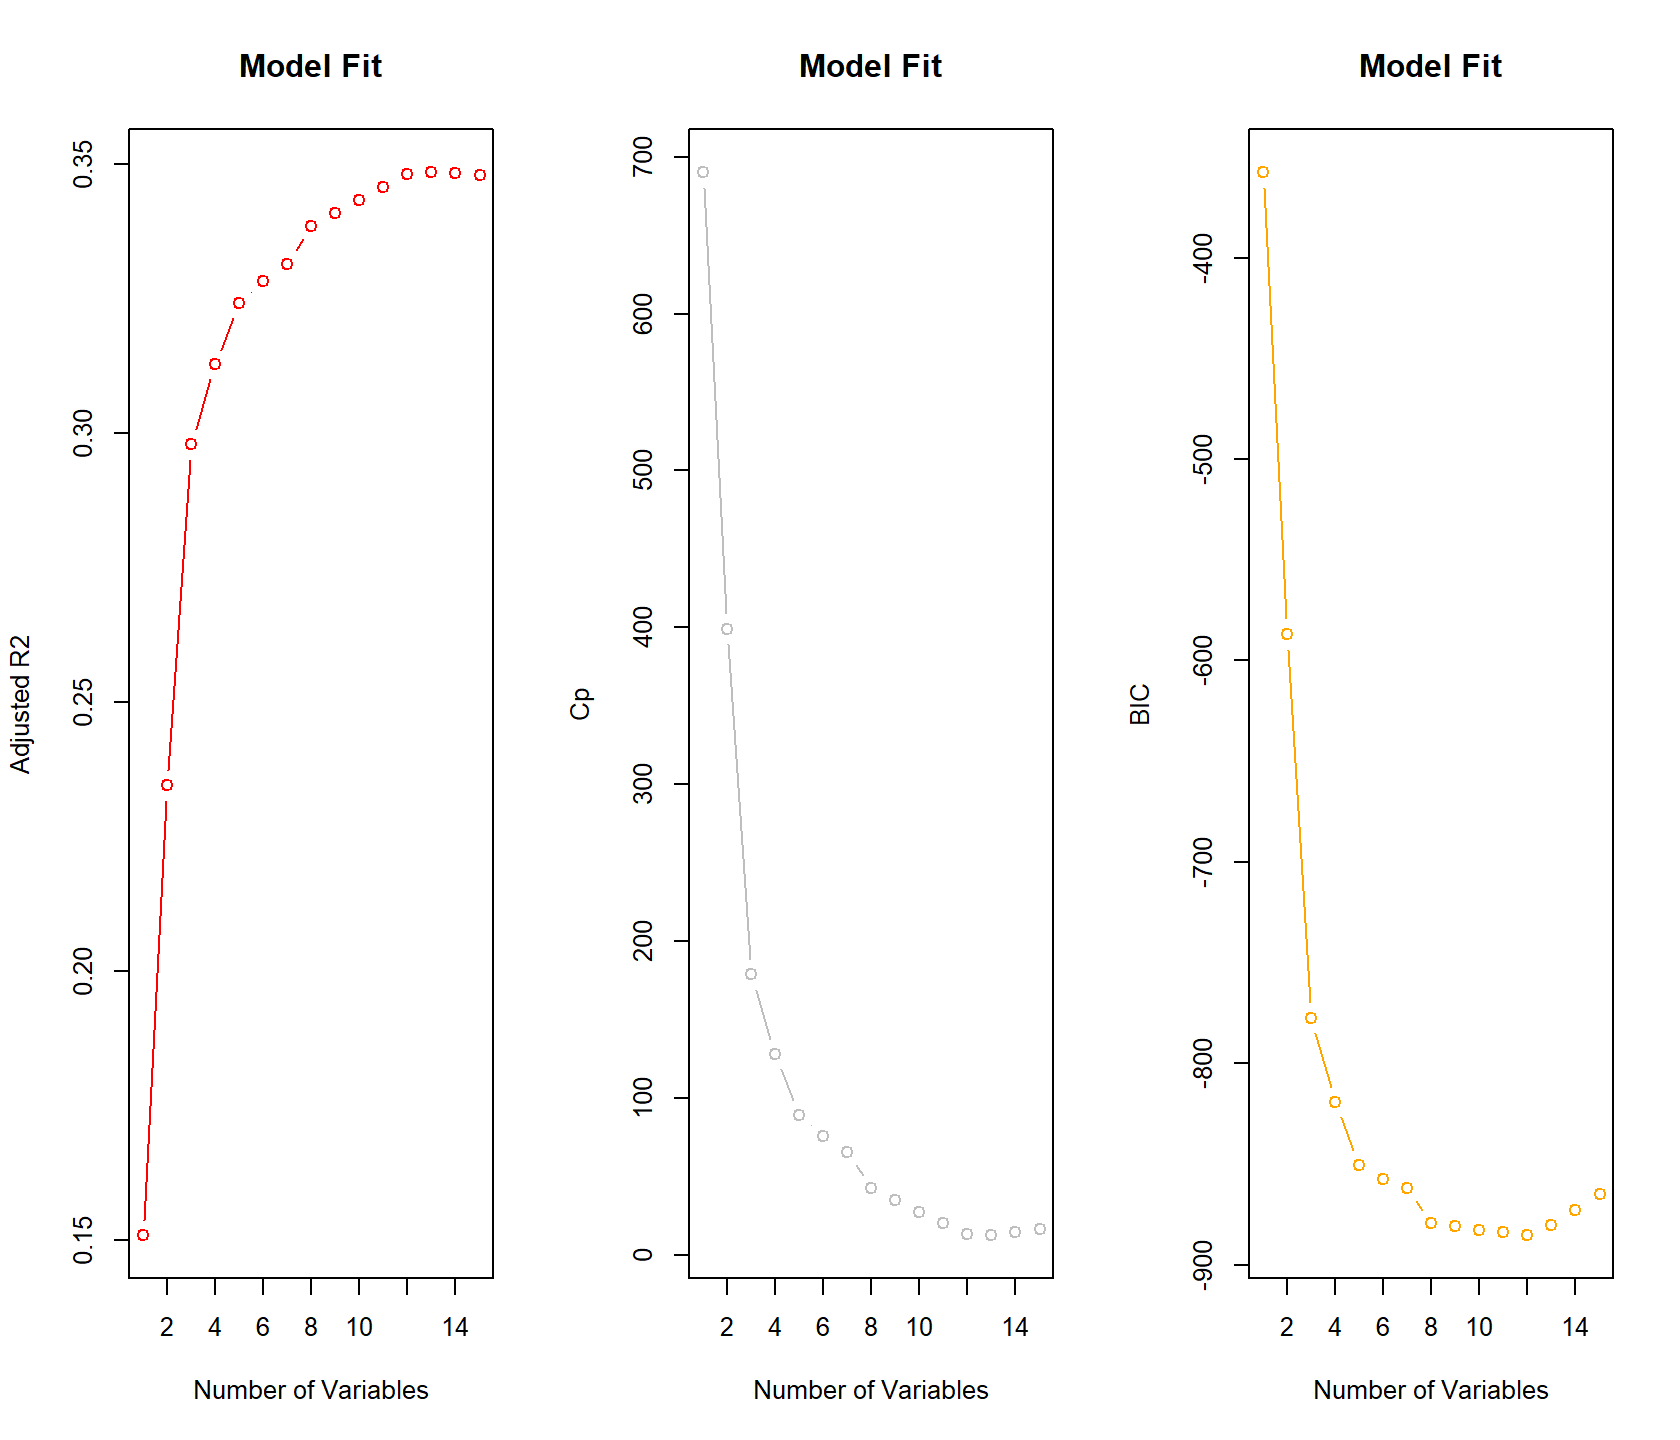 Model Fit
Adjusted R2
0.35
0.30
0.25
0.20
0.15
2 4 6 8 10 14
Number of Variables
Model Fit
Cp
700
600
500
400
300
200
100
0
2 4 6 8 10 14
Number of Variables
Model Fit
BIC
-400
-500
-600
-700
-800
-900
2 4 6 8 10 14
Number of Variables